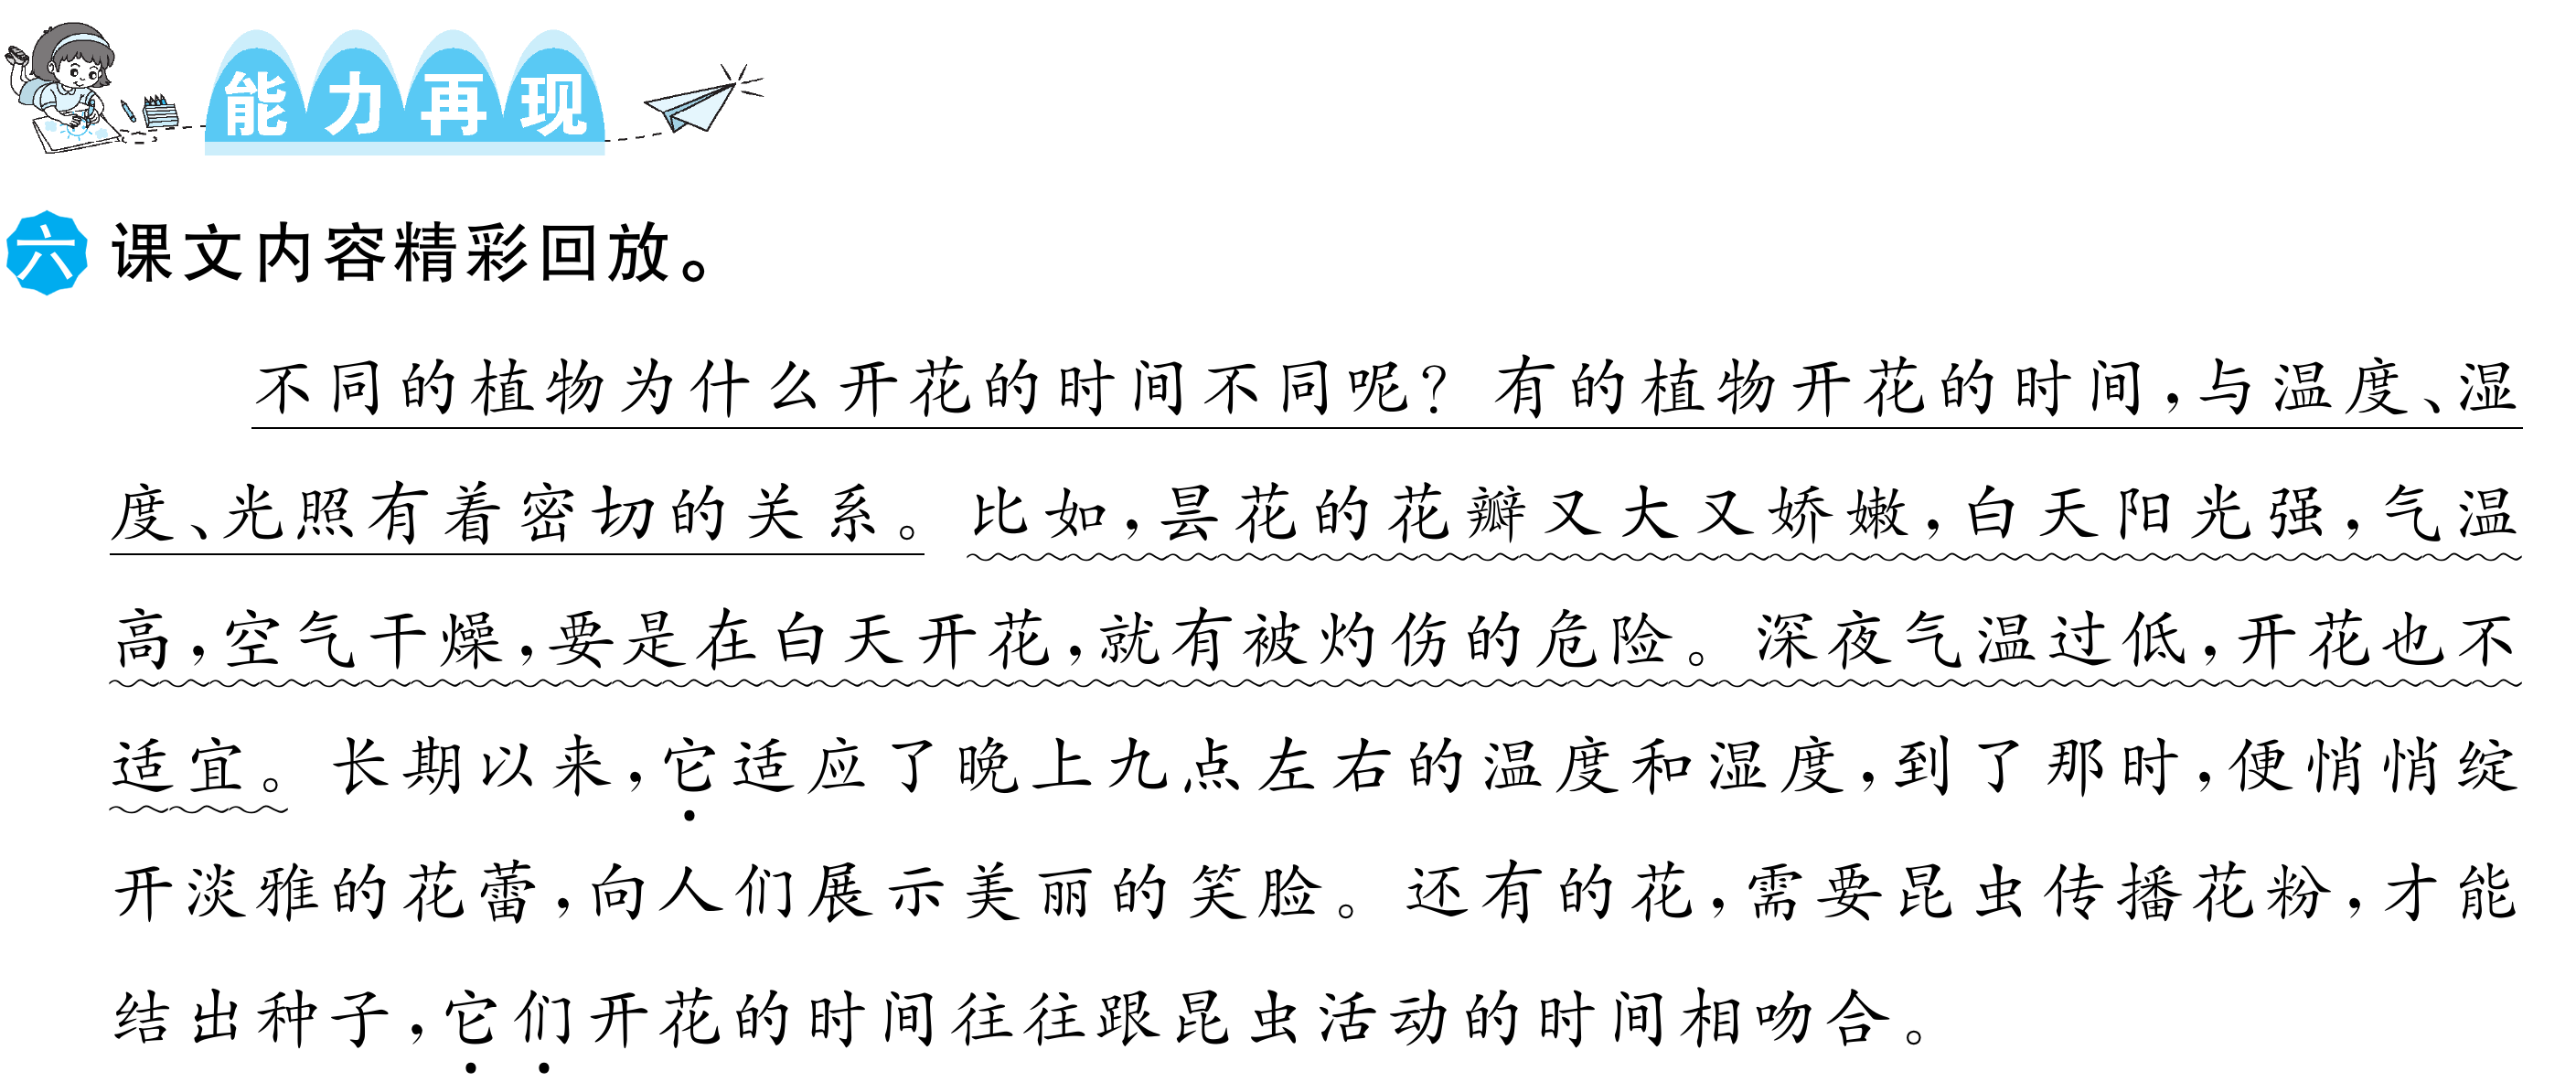 能力再现
六 课文内容精彩回放。
不同的植物为什么开花的时间不同呢？有的植物开花的时间，与温度、湿
度、光照有着密切的关系。比如，昙花的花瓣又大又娇嫩，白天阳光强，气温
高，空气干燥，要是在白天开花，就有被灼伤的危险。深夜气温过低，开花也不
适宜。长期以来，它适应了晚上九点左右的温度和湿度，到了那时，便悄悄绽
开淡雅的花蕾，向人们展示美丽的笑脸。还有的花，需要昆虫传播花粉，才能
结出种子，它们开花的时间往往跟昆虫活动的时间相吻合。